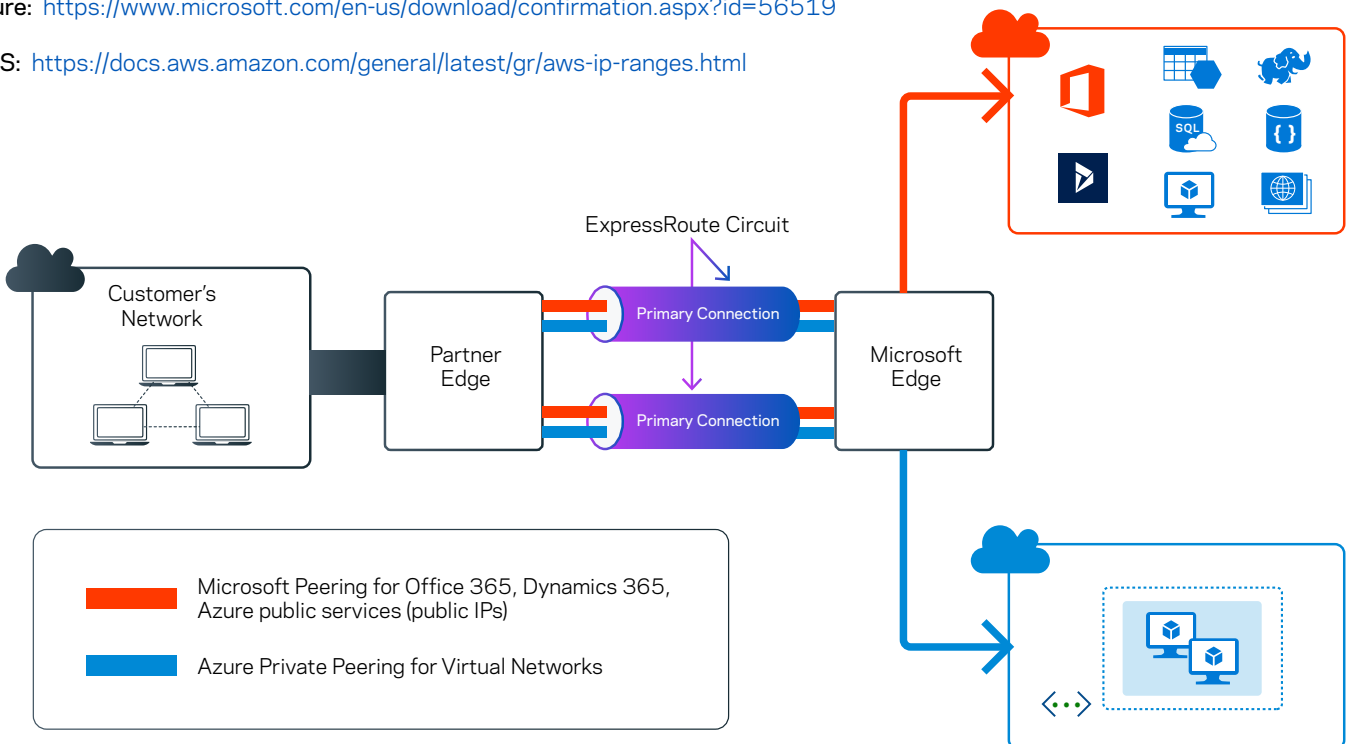 ure: https://www.microsoft.com/en-us/download/confirmation.aspx?id=56519
S: https://docs.aws.amazon.com/general/latest/gr/aws-ip-ranges.html
SQL
{ }
ExpressRoute Circuit
Customer's
Network
Primary Connection
Partner
Edge
Microsoft
Edge
Primary Connection
Microsoft Peering for Office 365, Dynamics 365,
Azure public services (public IPs)
Azure Private Peering for Virtual Networks